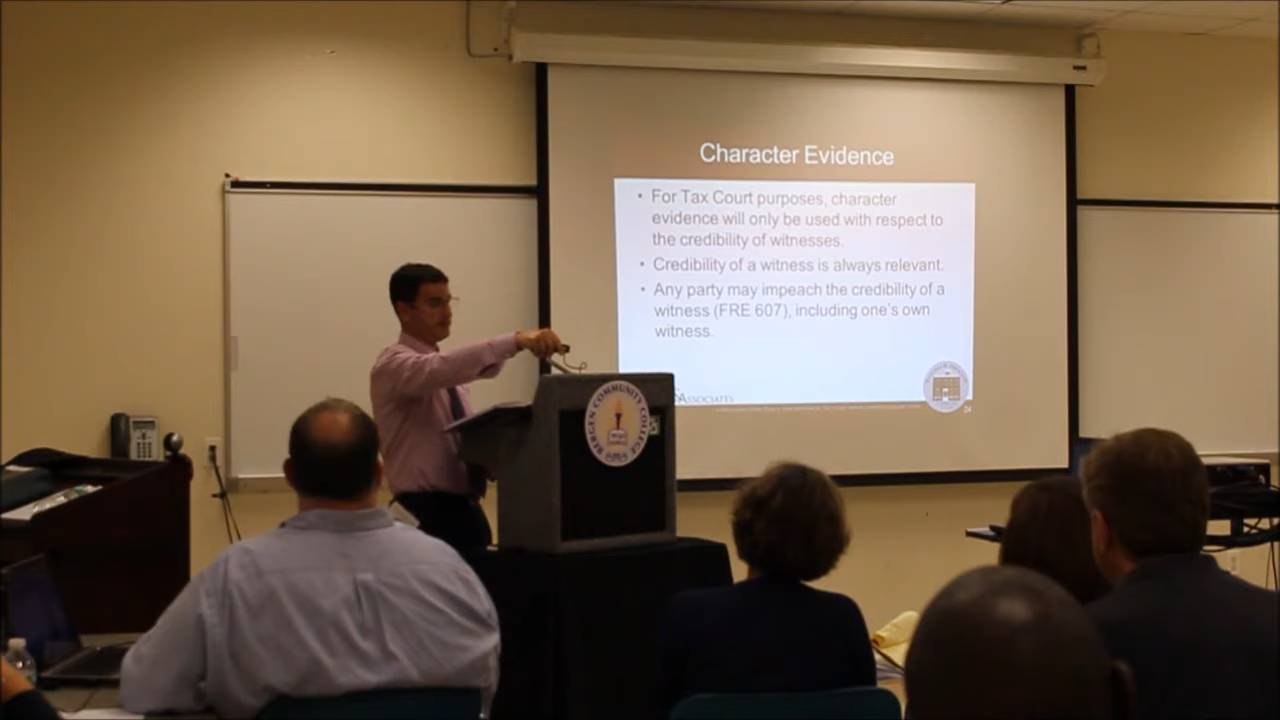 Character Evidence
• For Tax Court purposes, character
evidence will only be used with respect to
the credibility of witnesses.
• Credibility of a witness is always relevant.
• Any party may impeach the credibility of a
witness (FRE 607), including one's own
witness.
ASSOCIATES
24
BERGEN COMMUNITY COLLEGE